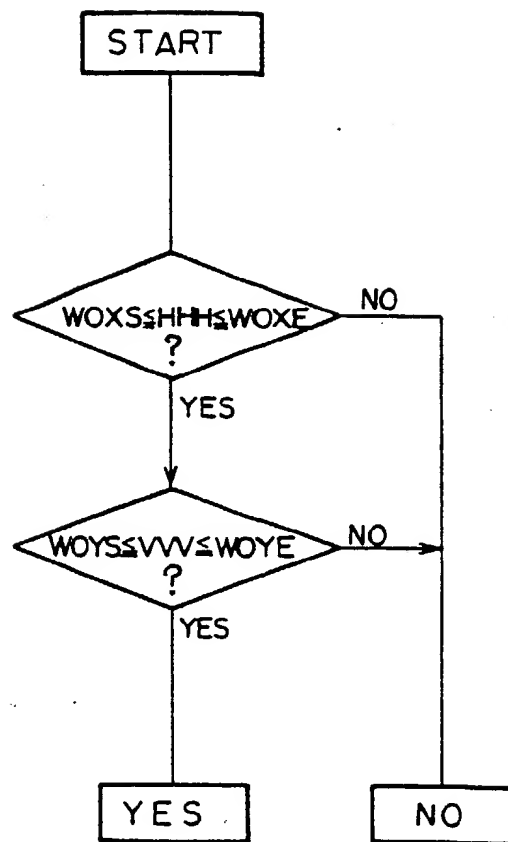 START
WOXS≦HHH≦WOXE
?
NO
YES
WOYS≦VVV≦WOYE
?
NO
YES
YES
NO